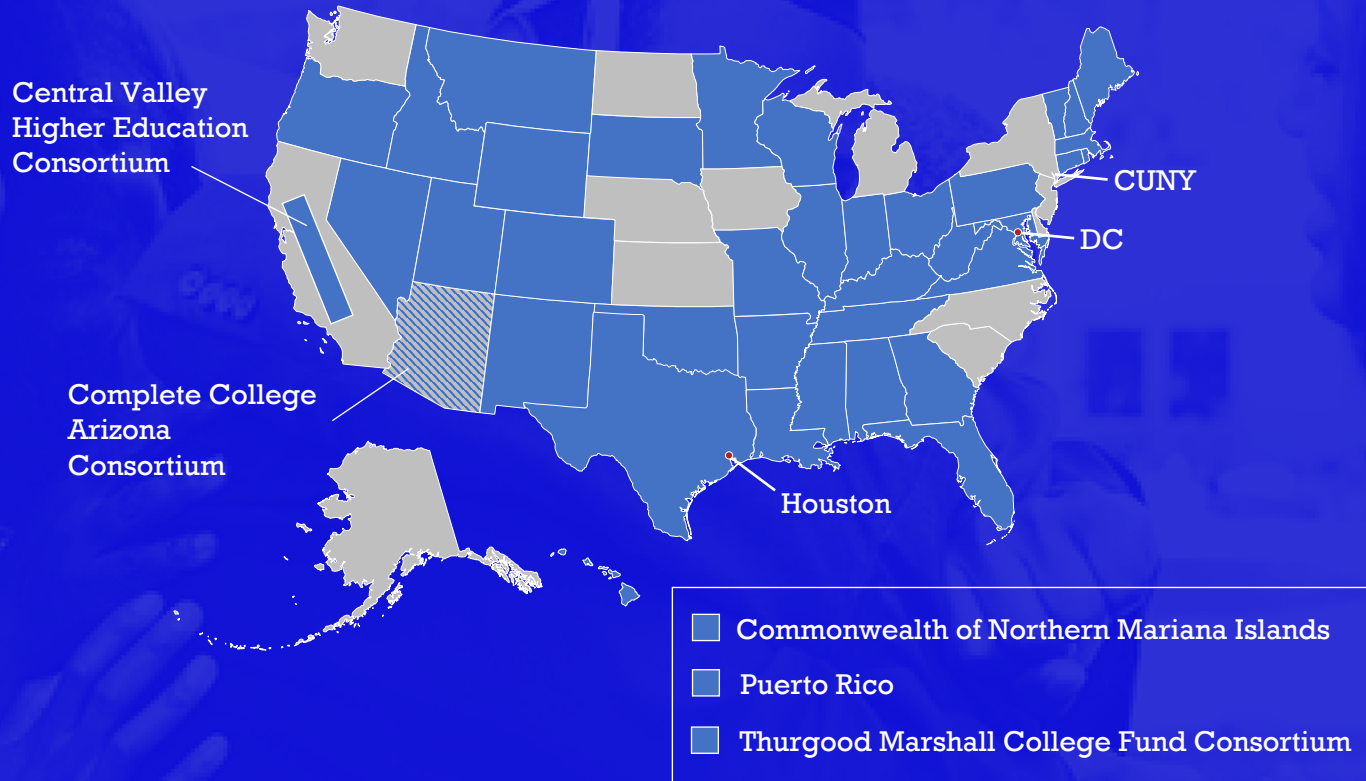 Central Valley
Higher Education
Consortium
CUNY
DC
Complete College
Arizona
Consortium
Houston
Commonwealth of Northern Mariana Islands
Puerto Rico
Thurgood Marshall College Fund Consortium